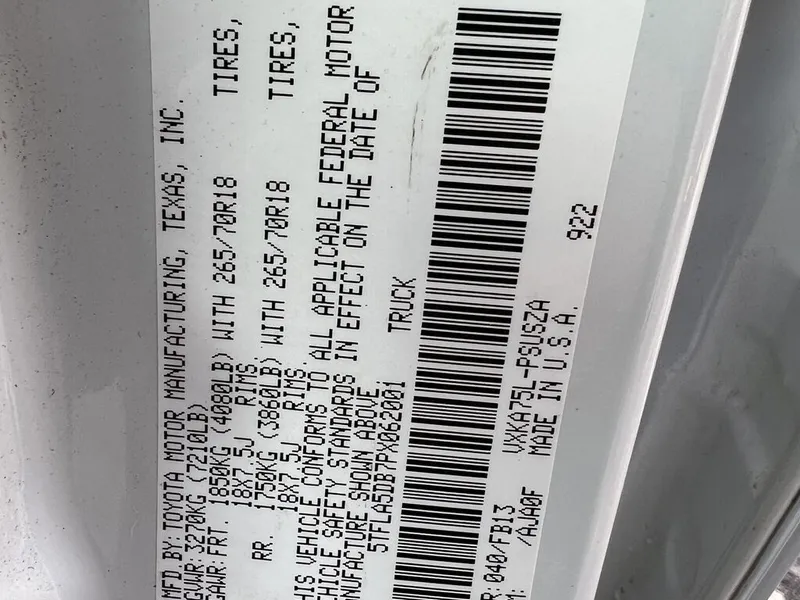 MFD. BY: TOYOTA MOTOR MANUFACTURING, TEXAS, INC.
GVWR: 3270KG (7210LB)
GAWR: FRT. 1850KG (4080LB) WITH 265/70R18 TIRES,
18X7.5J RIMS.
RR. 1750KG (3860LB) WITH 265/70R18 TIRES,
18X7.5J RIMS.
HIS VEHICLE CONFORMS TO ALL APPLICABLE FEDERAL MOTOR
EHICLE SAFETY STANDARDS IN EFFECT ON THE DATE OF
NUFACTURE SHOWN ABOVE.
5TFLA5DB7PX062001 TRUCK
R: 040/FB13 VXKA75L-PSUSZA
M: /AJA0F MADE IN U.S.A.
922